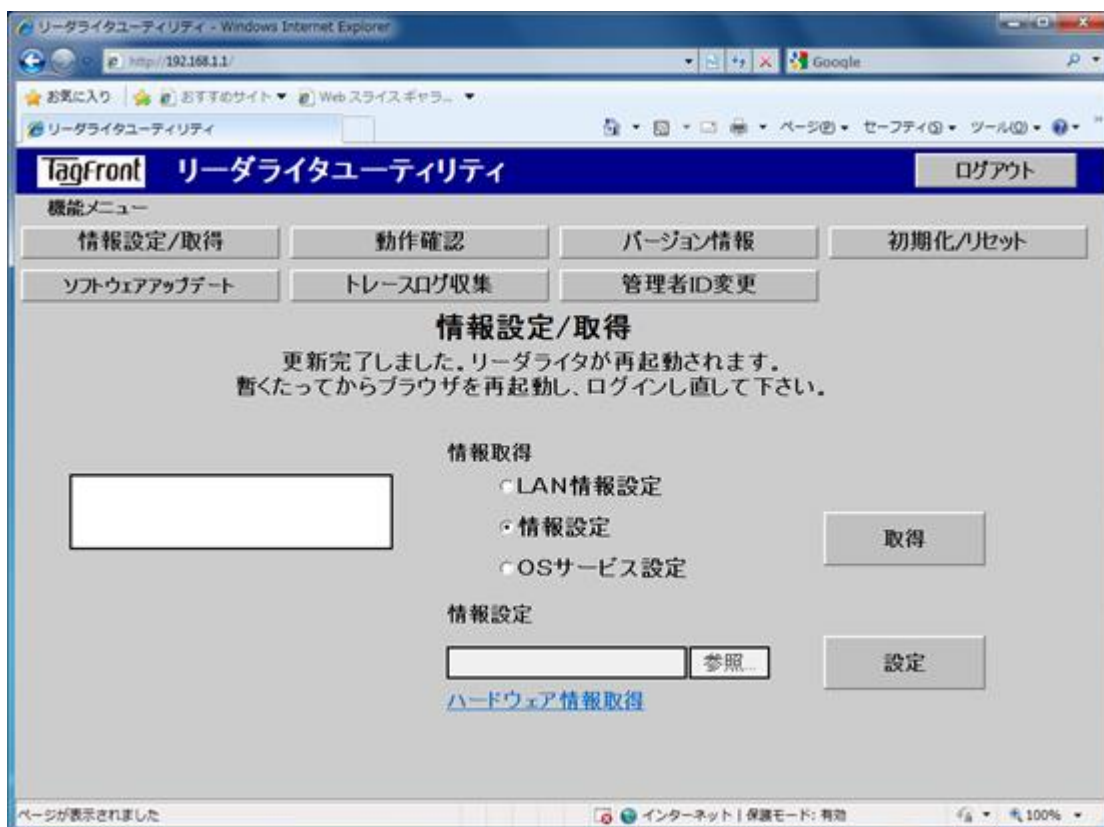 リーダライタユーティリティ - Windows Internet Explorer
http://192.168.1.1/
Google
お気に入り おすすめサイト Web スライス ギャラ...
リーダライタユーティリティ ページ(P) セーフティ(S) ツール(O)
TagFront リーダライタユーティリティ ログアウト
機能メニュー
情報設定/取得 動作確認 バージョン情報 初期化/リセット
ソフトウェアアップデート トレースログ収集 管理者ID変更
情報設定/取得
更新完了しました。リーダライタが再起動されます。
暫くたってからブラウザを再起動し、ログインし直して下さい。
情報取得
LAN情報設定
情報設定
取得
OSサービス設定
情報設定
参照... 設定
ハードウェア情報取得
ページが表示されました インターネット | 保護モード: 有効 100%